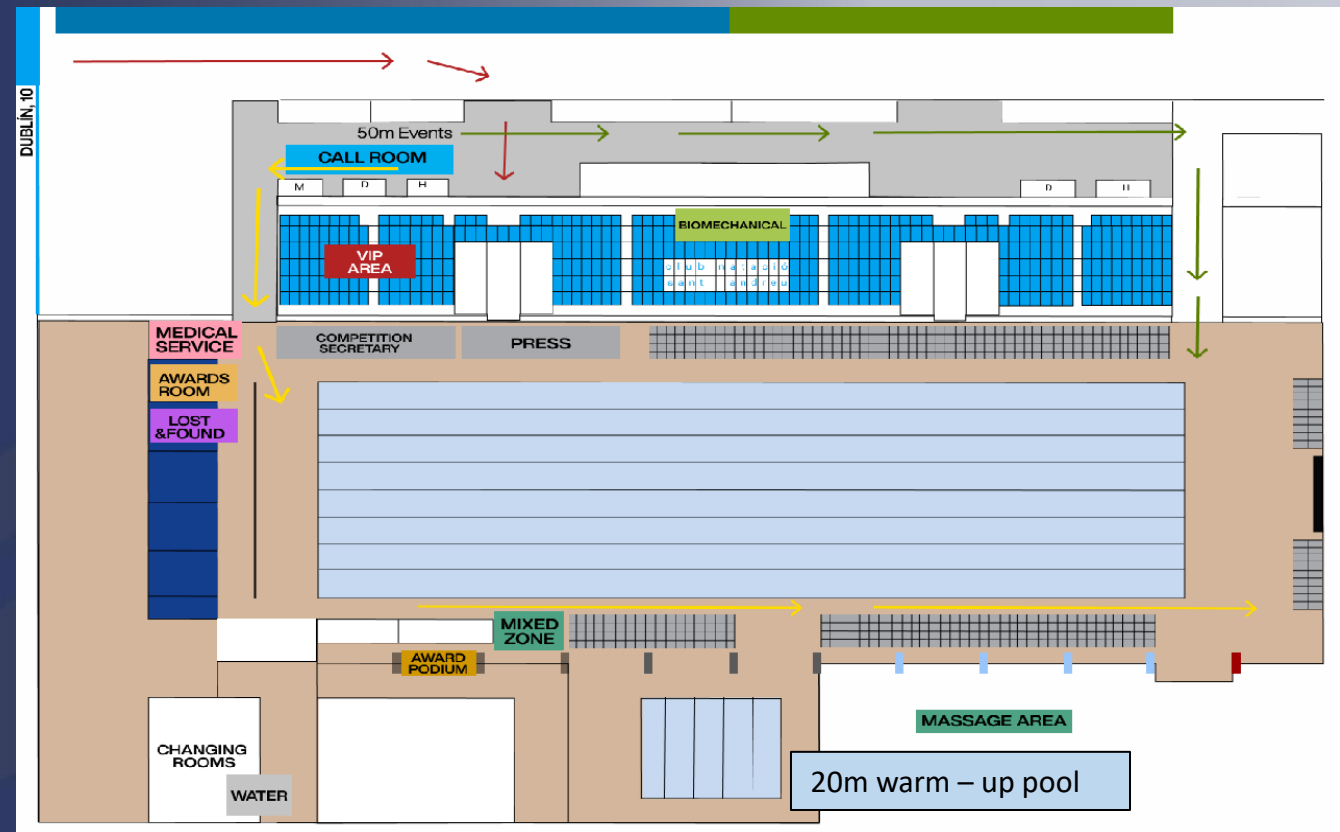 DUBLÍN, 10
50m Events
CALL ROOM
M D H
D H
BIOMECHANICAL
VIP
AREA
club natació
sant andreu
MEDICAL
SERVICE
COMPETITION
SECRETARY
PRESS
AWARDS
ROOM
LOST
&FOUND
MIXED
ZONE
AWARD
PODIUM
MASSAGE AREA
CHANGING
ROOMS
20m warm – up pool
WATER